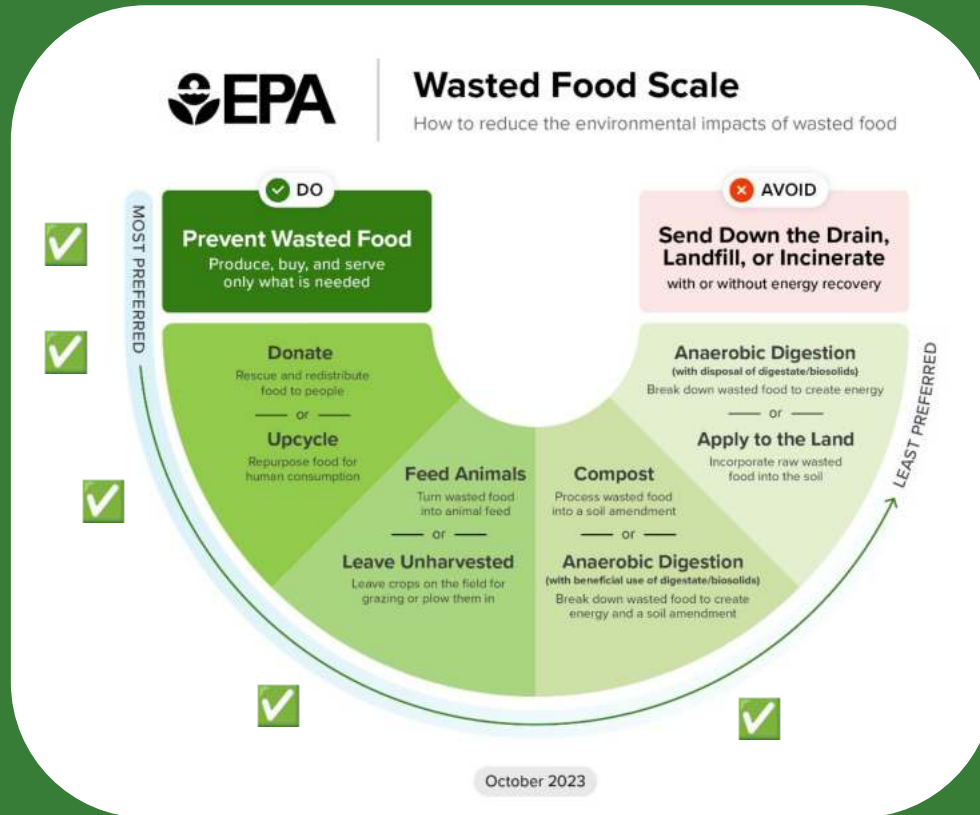 EPA
Wasted Food Scale
How to reduce the environmental impacts of wasted food
DO
MOST PREFERRED
Prevent Wasted Food
Produce, buy, and serve
only what is needed
Donate
Rescue and redistribute
food to people
or
Upcycle
Repurpose food for
human consumption
Feed Animals
Turn wasted food
into animal feed
or
Leave Unharvested
Leave crops on the field for
grazing or plow them in
Compost
Process wasted food
into a soil amendment
or
Anaerobic Digestion
(with beneficial use of digestate/biosolids)
Break down wasted food to create
energy and a soil amendment
AVOID
Send Down the Drain,
Landfill, or Incinerate
with or without energy recovery
Anaerobic Digestion
(with disposal of digestate/biosolids)
Break down wasted food to create energy
or
Apply to the Land
Incorporate raw wasted
food into the soil
LEAST PREFERRED
October 2023